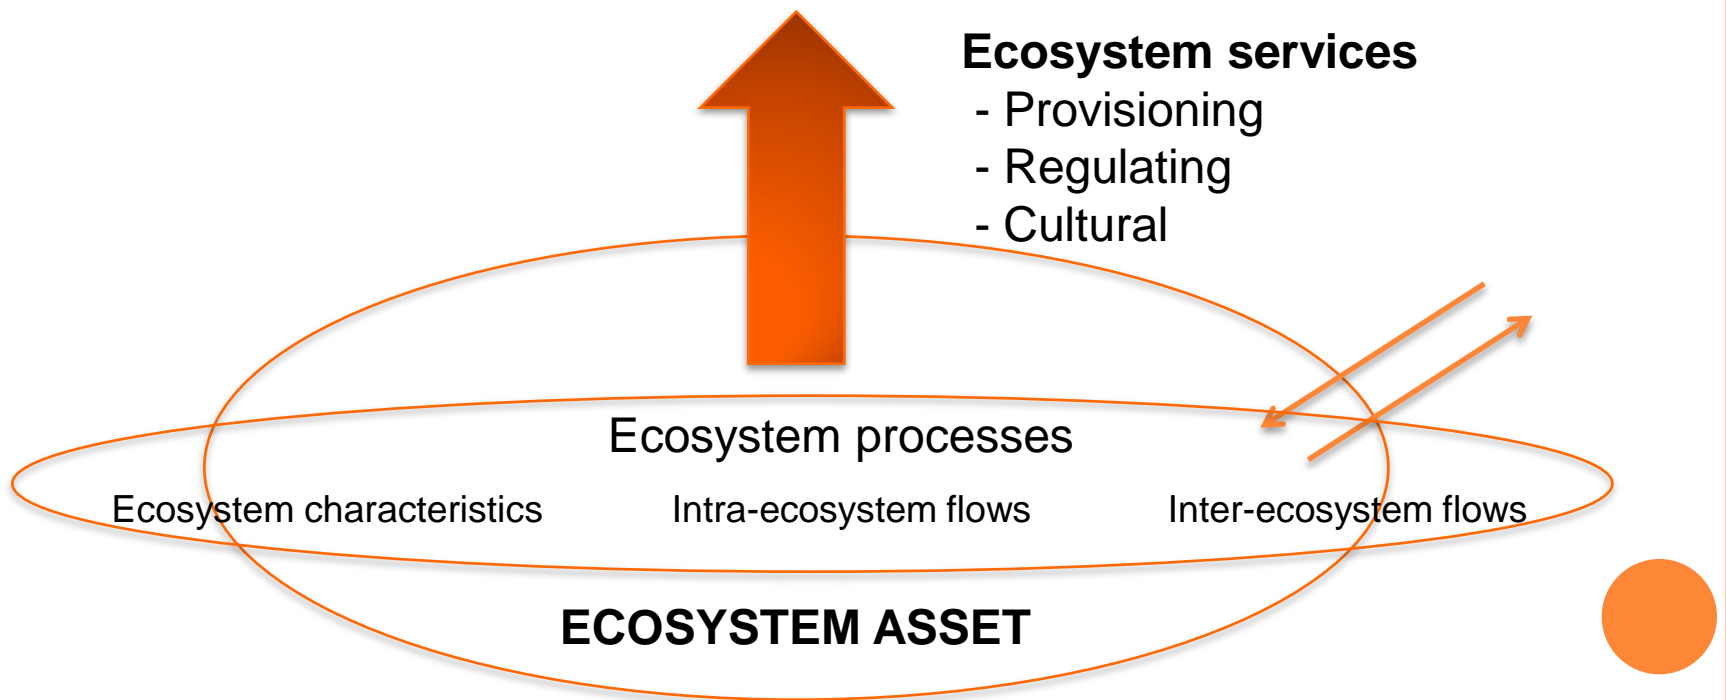 Ecosystem services
- Provisioning
- Regulating
- Cultural
Ecosystem processes
Ecosystem characteristics Intra-ecosystem flows Inter-ecosystem flows
ECOSYSTEM ASSET